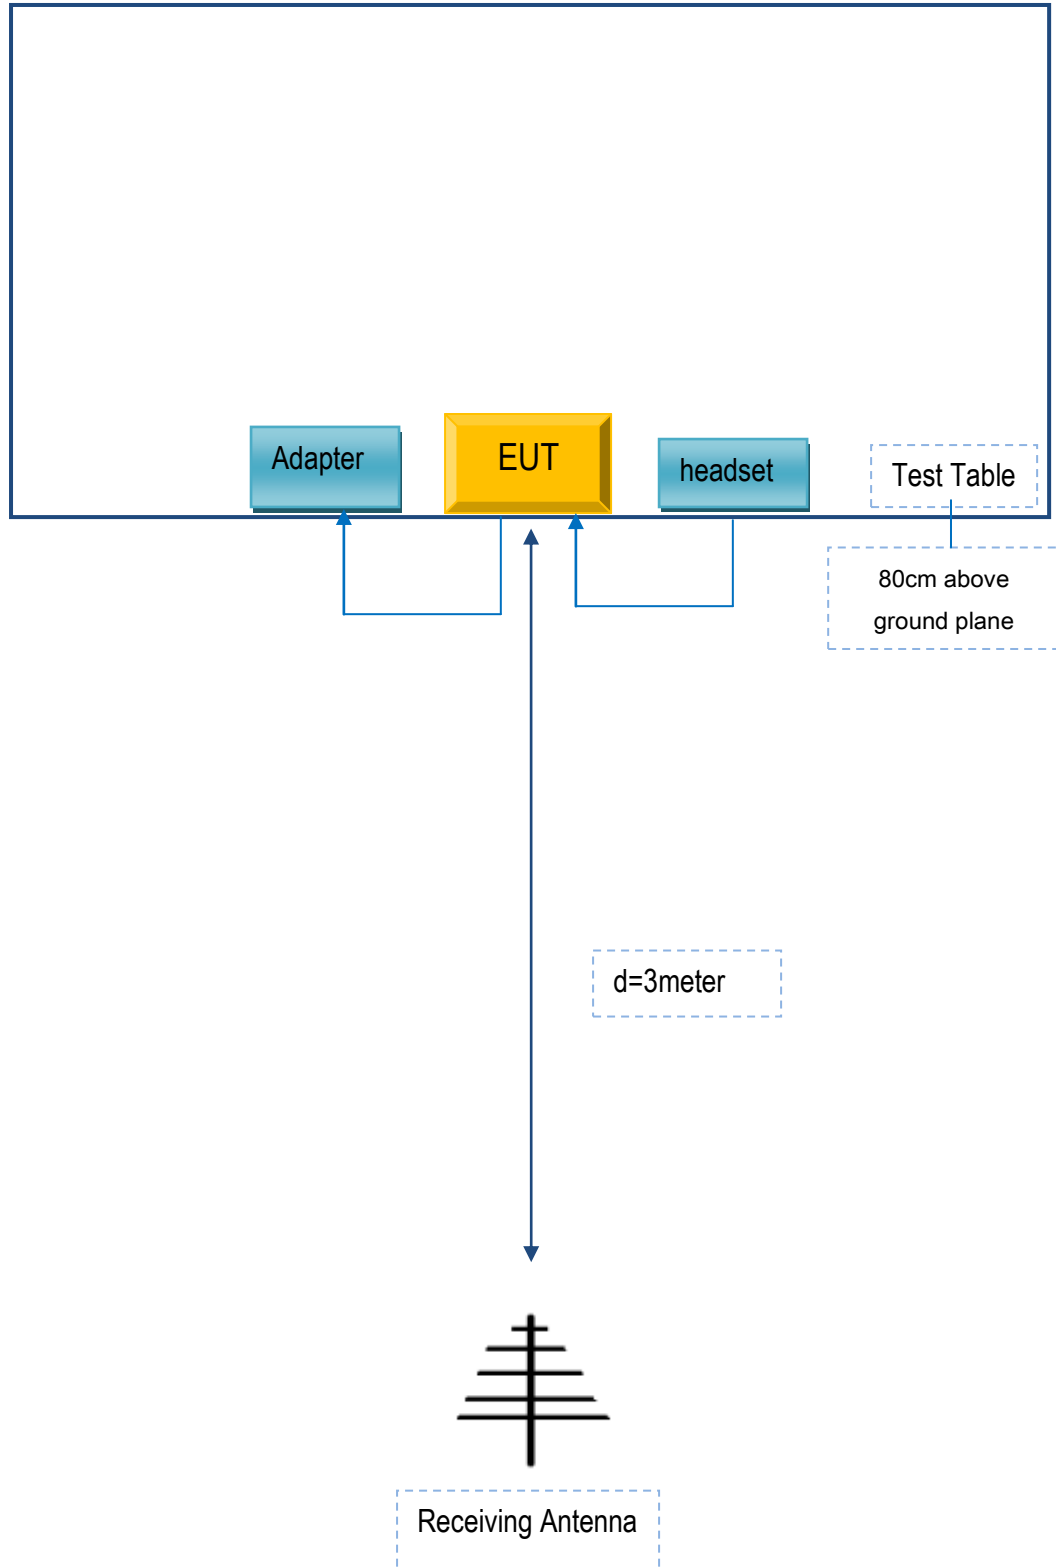 Adapter
EUT
headset
Test Table
80cm above
ground plane
d=3meter
Receiving Antenna